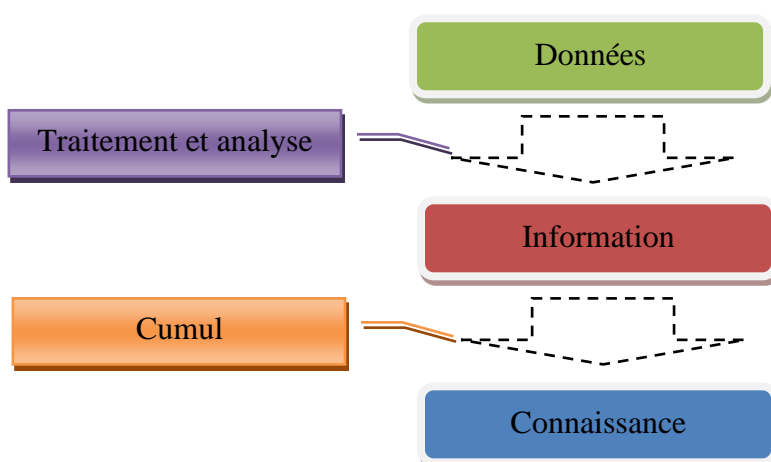 Données
Traitement et analyse
Information
Cumul
Connaissance